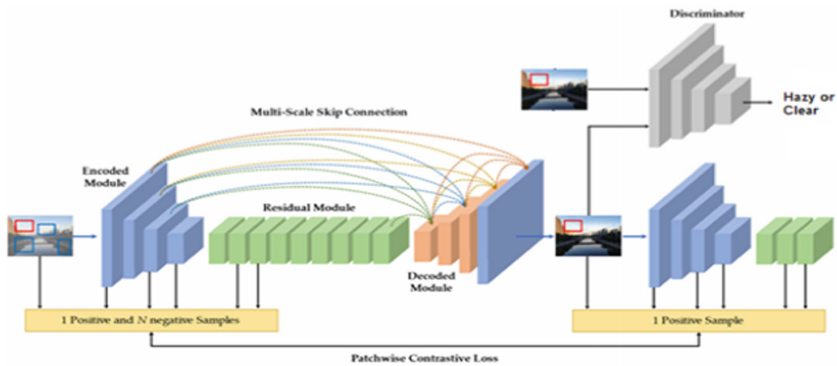 Discriminator
Hazy or
Clear
Multi-Scale Skip Connection
Encoded
Module
Residual Module
Decoded
Module
1 Positive and N negative Samples
1 Positive Sample
Patchwise Contrastive Loss